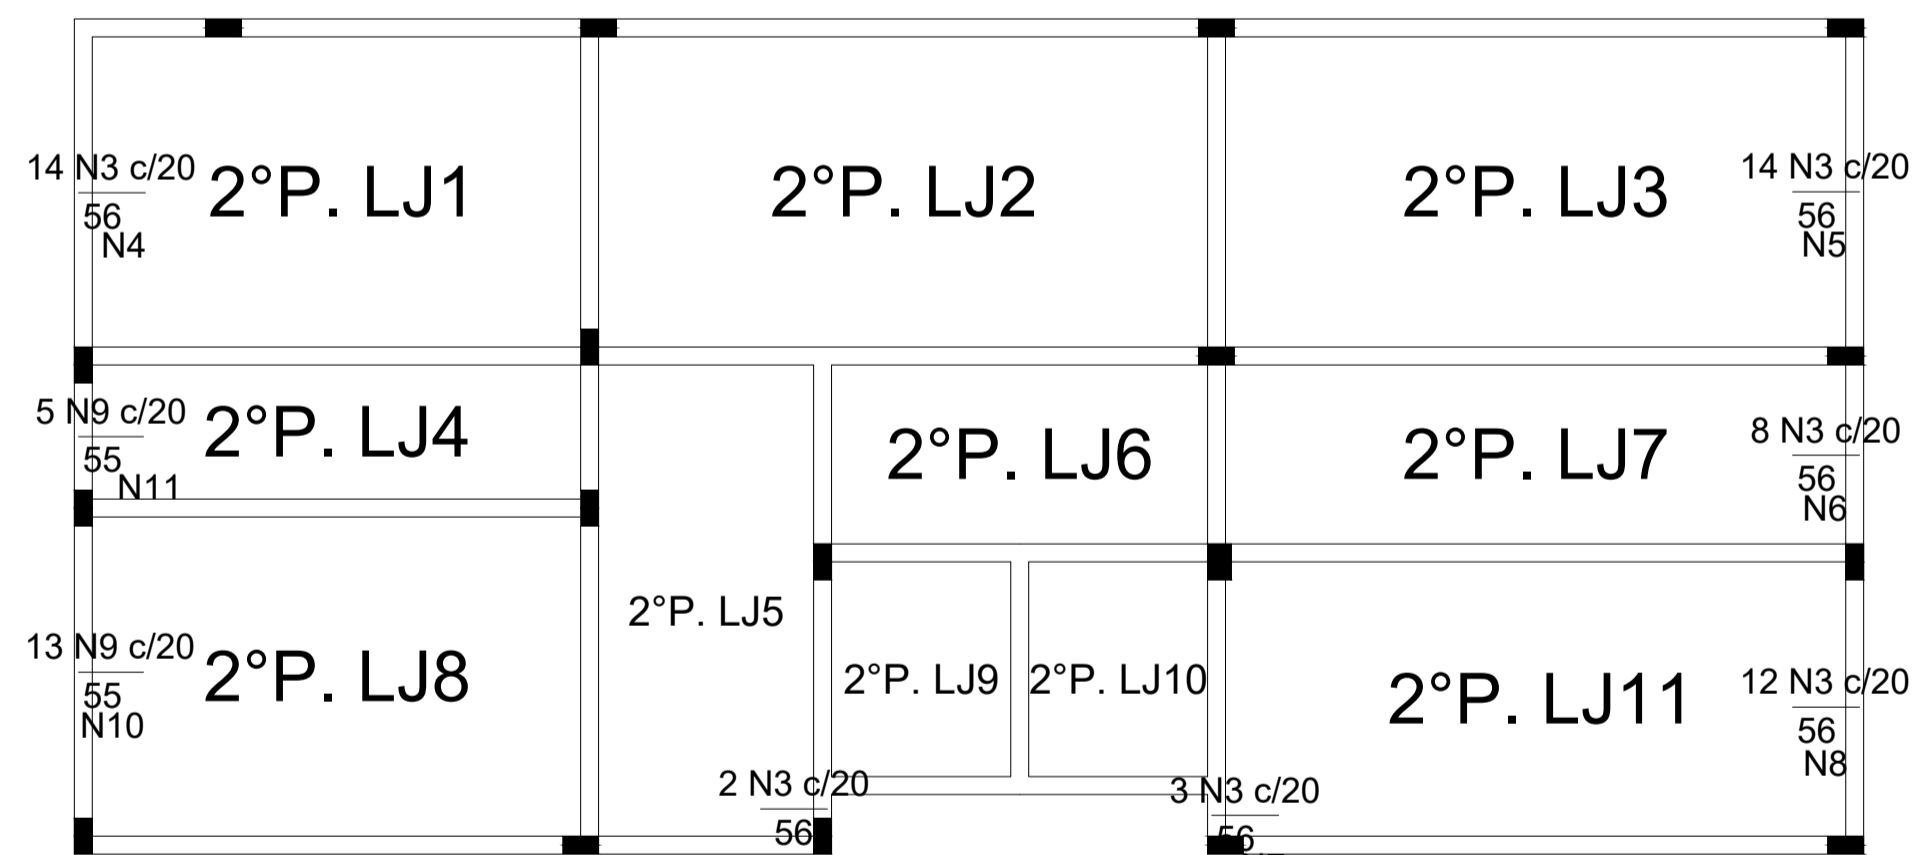 14 N3 c/20
56
N4
2°P. LJ1
2°P. LJ2
2°P. LJ3
14 N3 c/20
56
N5
5 N9 c/20
55
N11
2°P. LJ4
2°P. LJ6
2°P. LJ7
8 N3 c/20
56
N6
2°P. LJ5
13 N9 c/20
55
N10
2°P. LJ8
2°P. LJ9
2°P. LJ10
2°P. LJ11
12 N3 c/20
56
N8
2 N3 c/20
56
3 N3 c/20
56